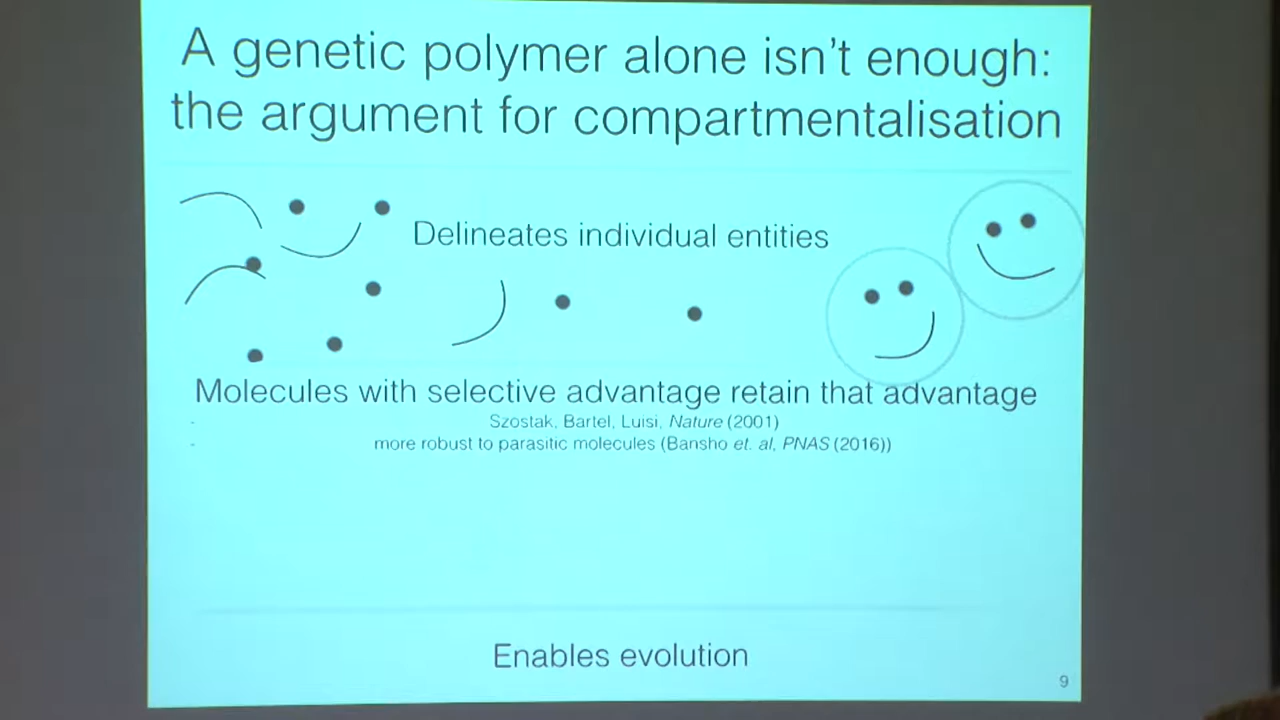 A genetic polymer alone isn't enough:
the argument for compartmentalisation
Delineates individual entities
Molecules with selective advantage retain that advantage
Szostak, Bartel, Luisi, Nature (2001)
more robust to parasitic molecules (Bansho et. al, PNAS (2016))
Enables evolution
9